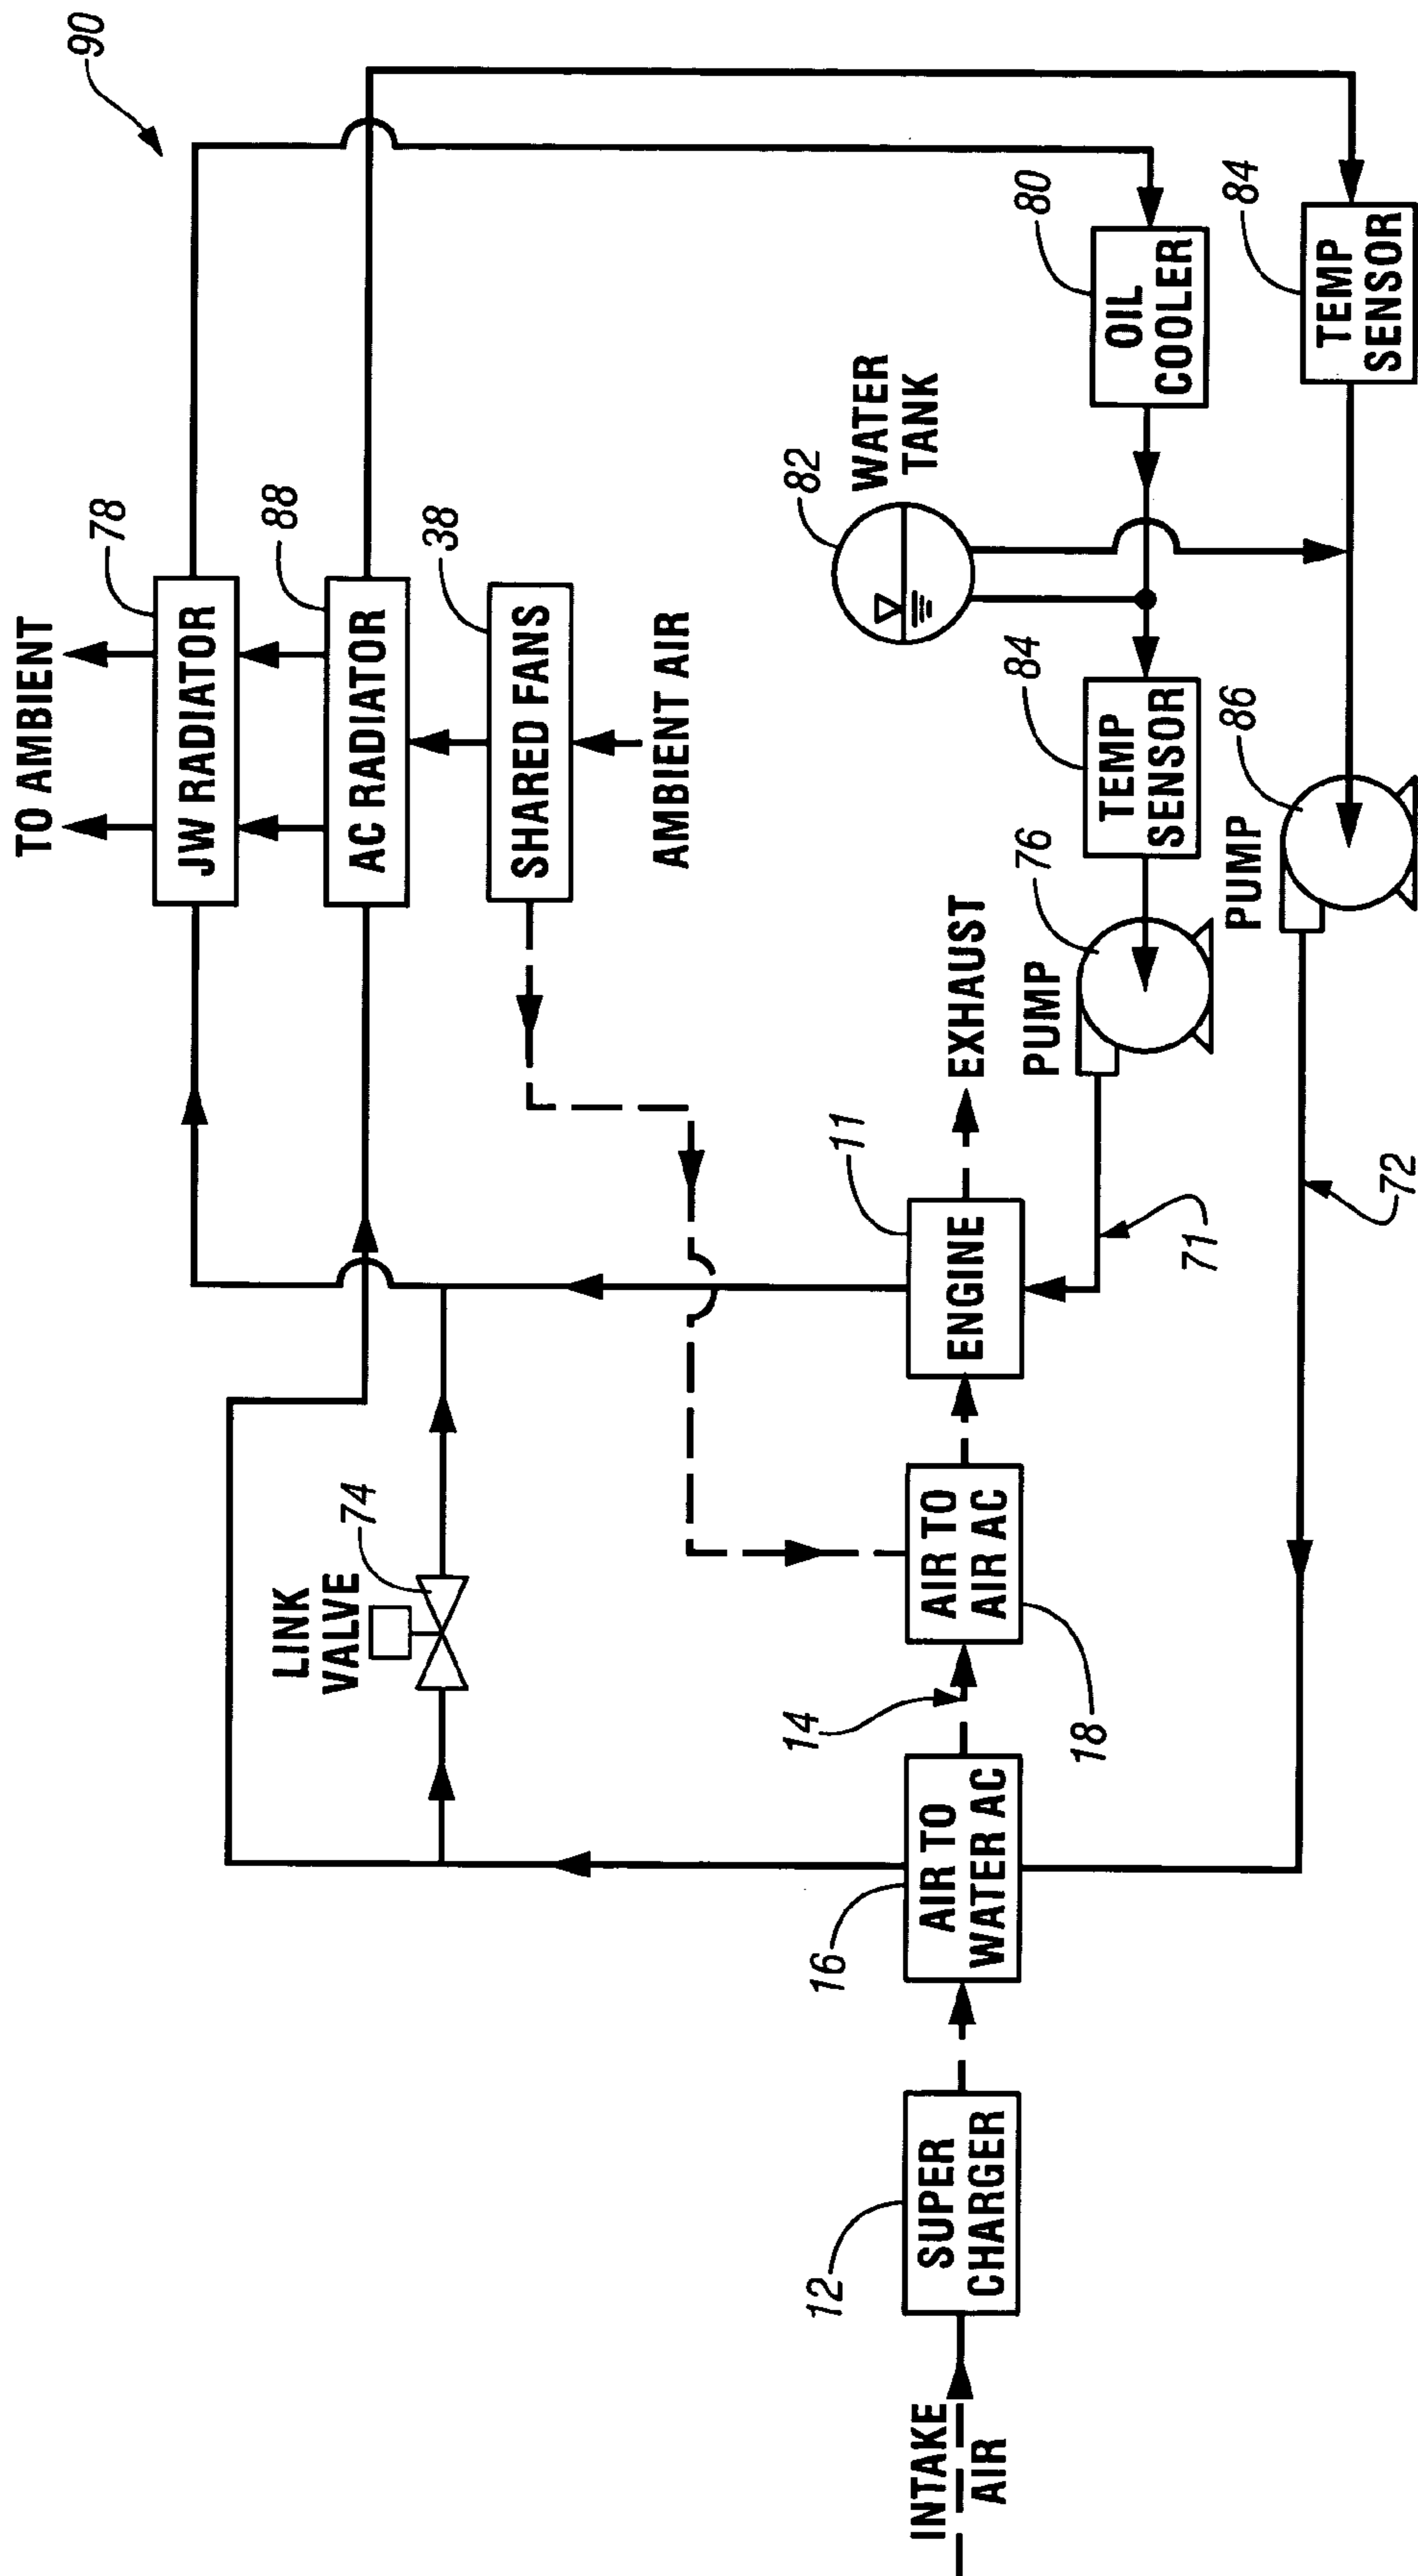 90
TO AMBIENT
78
JW RADIATOR
88
AC RADIATOR
38
SHARED FANS
AMBIENT AIR
LINK
VALVE
74
82
WATER
TANK
80
OIL
COOLER
84
TEMP
SENSOR
84
TEMP
SENSOR
76
PUMP
86
PUMP
INTAKE
AIR
12
SUPER
CHARGER
16
AIR TO
WATER AC
14
18
AIR TO
AIR AC
11
ENGINE
EXHAUST
71
72